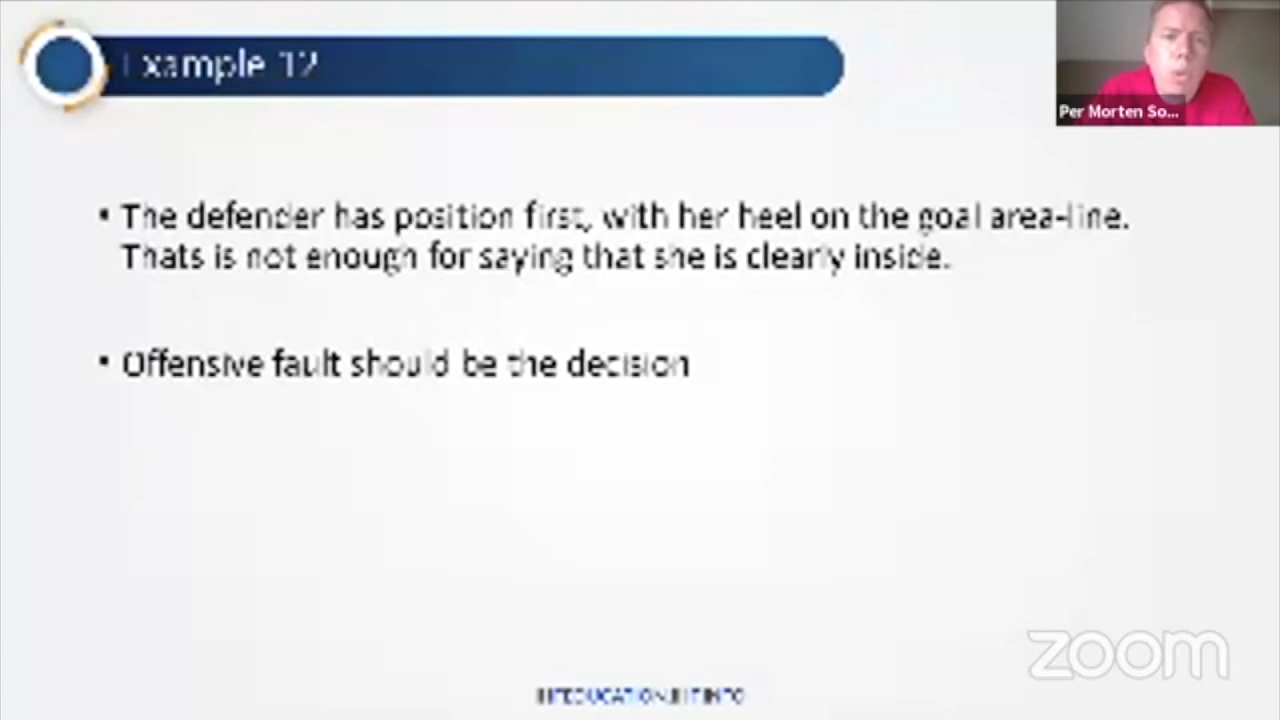 Example 12
Per Morten So...
▪ The defender has position first, with her heel on the goal area-line.
Thats is not enough for saying that she is clearly inside.
▪ Offensive fault should be the decision
zoom